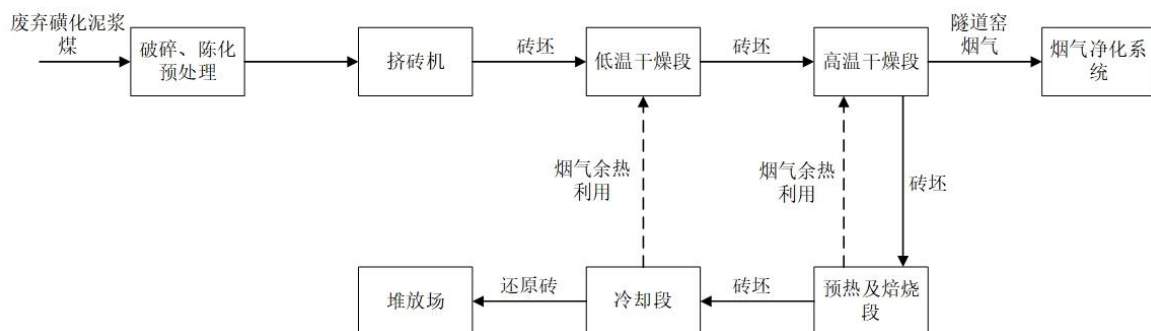 废弃磺化泥浆
煤
破碎、陈化
预处理
挤砖机
砖坯
低温干燥段
砖坯
高温干燥段
隧道窑
烟气
烟气净化系
统
烟气余热
利用
烟气余热
利用
砖坯
堆放场
还原砖
冷却段
砖坯
预热及焙烧
段